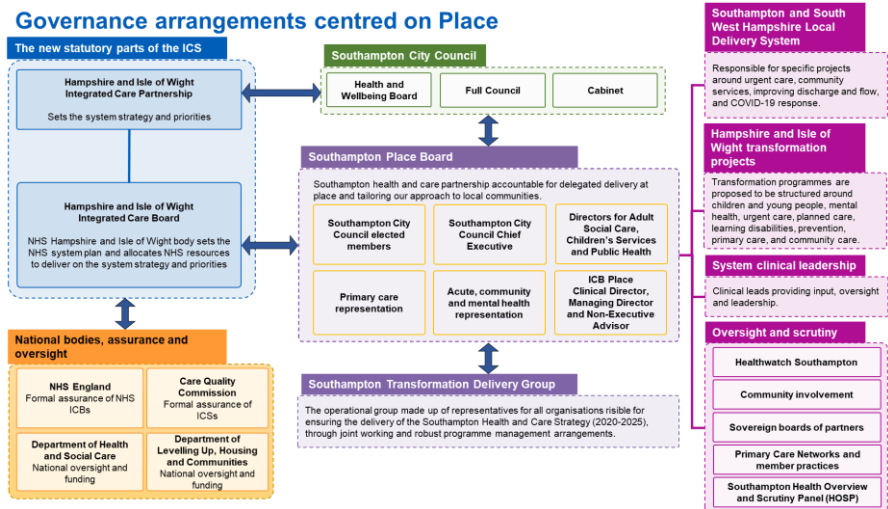 Governance arrangements centred on Place
The new statutory parts of the ICS
Hampshire and Isle of Wight
Integrated Care Partnership
Sets the system strategy and priorities
Hampshire and Isle of Wight
Integrated Care Board
NHS Hampshire and Isle of Wight body sets the
NHS system plan and allocates NHS resources
to deliver on the system strategy and priorities
National bodies, assurance and
oversight
NHS England
Formal assurance of NHS
ICBs
Care Quality
Commission
Formal assurance of
ICSs
Department of Health
and Social Care
National oversight and
funding
Department of
Levelling Up, Housing
and Communities
National oversight and
funding
Southampton City Council
Health and
Wellbeing Board
Full Council
Cabinet
Southampton Place Board
Southampton health and care partnership accountable for delegated delivery at
place and tailoring our approach to local communities.
Southampton City
Council elected
members
Southampton City
Council Chief
Executive
Directors for Adult
Social Care,
Children's Services
and Public Health
Primary care
representation
Acute, community
and mental health
representation
ICB Place
Clinical Director,
Managing Director
and Non-Executive
Advisor
Southampton Transformation Delivery Group
The operational group made up of representatives for all organisations risible for
ensuring the delivery of the Southampton Health and Care Strategy (2020-2025),
through joint working and robust programme management arrangements.
Southampton and South
West Hampshire Local
Delivery System
Responsible for specific projects
around urgent care, community
services, improving discharge and flow,
and COVID-19 response.
Hampshire and Isle of
Wight transformation
projects
Transformation programmes are
proposed to be structured around
children and young people, mental
health, urgent care, planned care,
learning disabilities, prevention,
primary care, and community care.
System clinical leadership
Clinical leads providing input, oversight
and leadership.
Oversight and scrutiny
Healthwatch Southampton
Community involvement
Sovereign boards of partners
Primary Care Networks and
member practices
Southampton Health Overview
and Scrutiny Panel (HOSP)